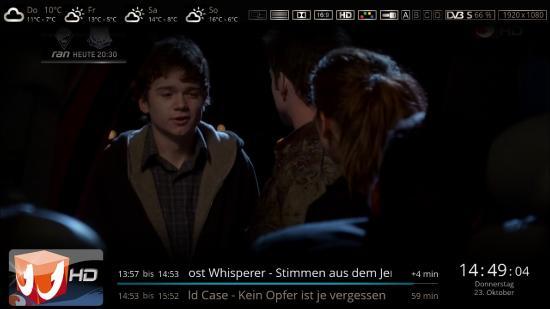 Do 10°C
11°C - 7°C
Fr
13°C - 5°C
Sa
14°C - 8°C
So
16°C - 6°C
16:9 HD A B C D DVB S 66 % 1920 x 1080
HD
ran HEUTE 20:30
HD
13:57 bis 14:53 ost Whisperer - Stimmen aus dem Je +4 min
14:53 bis 15:52 ld Case - Kein Opfer ist je vergessen 59 min
14:49:04
Donnerstag
23. Oktober